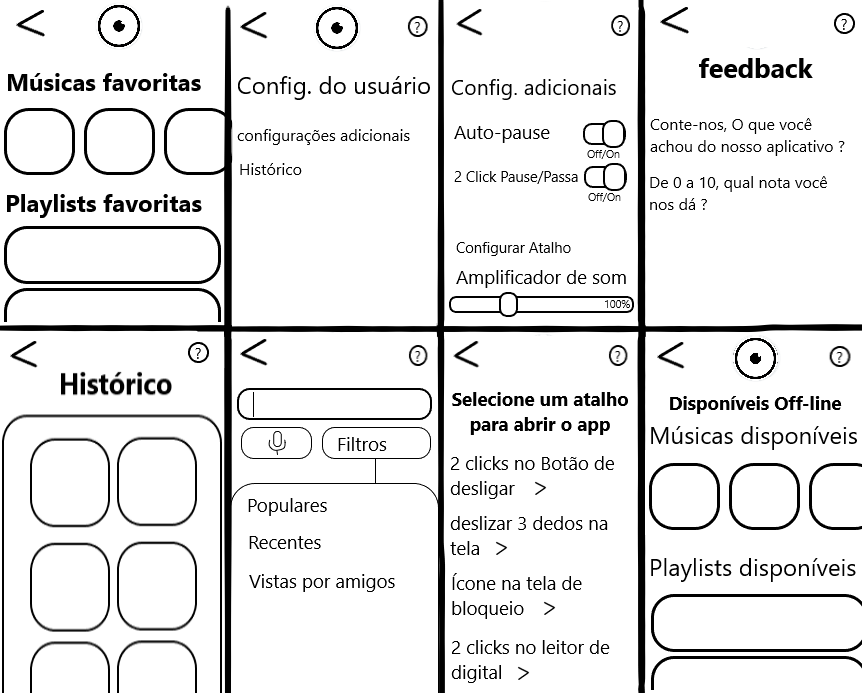 <
Músicas favoritas
Playlists favoritas
<
?
Config. do usuário
configurações adicionais
Histórico
<
?
Config. adicionais
Auto-pause
Off/On
2 Click Pause/Passa
Off/On
Configurar Atalho
Amplificador de som
100%
<
?
feedback
Conte-nos, O que você
achou do nosso aplicativo ?
De 0 a 10, qual nota você
nos dá ?
<
?
Histórico
<
?
Filtros
Populares
Recentes
Vistas por amigos
<
?
Selecione um atalho
para abrir o app
2 clicks no Botão de
desligar >
deslizar 3 dedos na
tela >
Ícone na tela de
bloqueio >
2 clicks no leitor de
digital >
<
?
Disponíveis Off-line
Músicas disponíveis
Playlists disponíveis